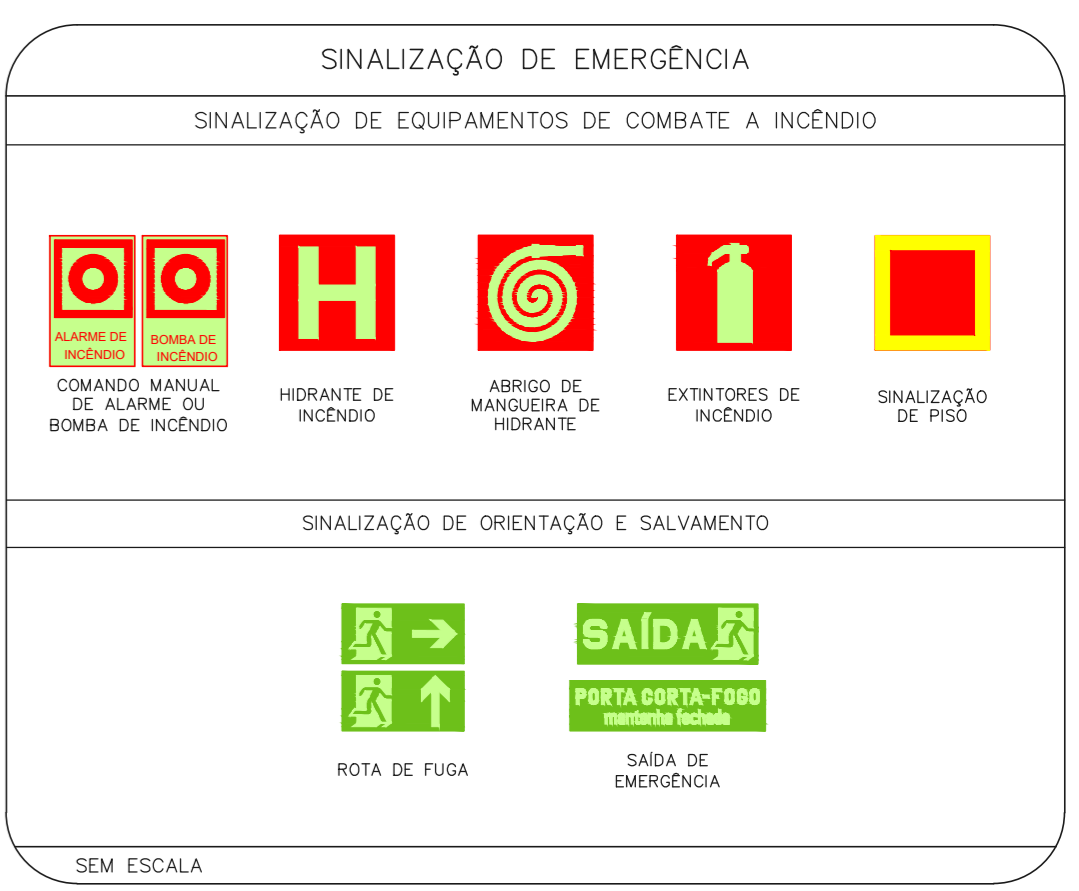 SINALIZAÇÃO DE EMERGÊNCIA
SINALIZAÇÃO DE EQUIPAMENTOS DE COMBATE A INCÊNDIO
ALARME DE
INCÊNDIO
BOMBA DE
INCÊNDIO
H
COMANDO MANUAL
DE ALARME OU
BOMBA DE INCÊNDIO
HIDRANTE DE
INCÊNDIO
ABRIGO DE
MANGUEIRA DE
HIDRANTE
EXTINTORES DE
INCÊNDIO
SINALIZAÇÃO
DE PISO
SINALIZAÇÃO DE ORIENTAÇÃO E SALVAMENTO
SAÍDA
PORTA CORTA-FOGO
mantenha fechada
ROTA DE FUGA
SAÍDA DE
EMERGÊNCIA
SEM ESCALA